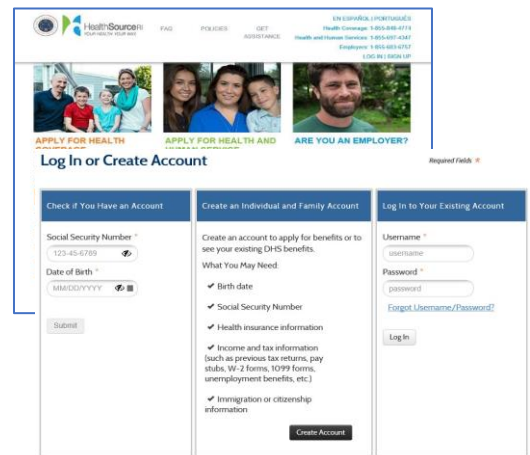 HealthSourceRI
YOUR HEALTH. YOUR WAY.
FAQ
POLICIES
GET
ASSISTANCE
EN ESPAÑOL | PORTUGUÊS
Health Coverage: 1-855-840-4774
Health and Human Services: 1-855-697-4347
Employers: 1-855-683-6757
LOG IN | SIGN UP
APPLY FOR HEALTH
COVERAGE
APPLY FOR HEALTH AND
HUMAN SERVICE
ARE YOU AN EMPLOYER?
Log In or Create Account
Required Fields *
Check if You Have an Account
Social Security Number *
123-45-6789
Date of Birth *
MM/DD/YYYY
Submit
Create an Individual and Family Account
Create an account to apply for benefits or to
see your existing DHS benefits.
What You May Need:
✔ Birth date
✔ Social Security Number
✔ Health insurance information
✔ Income and tax information
(such as previous tax returns, pay
stubs, W-2 forms, 1099 forms,
unemployment benefits, etc.)
✔ Immigration or citizenship
information
Create Account
Log In to Your Existing Account
Username *
username
Password *
password
Forgot Username/Password?
Log In